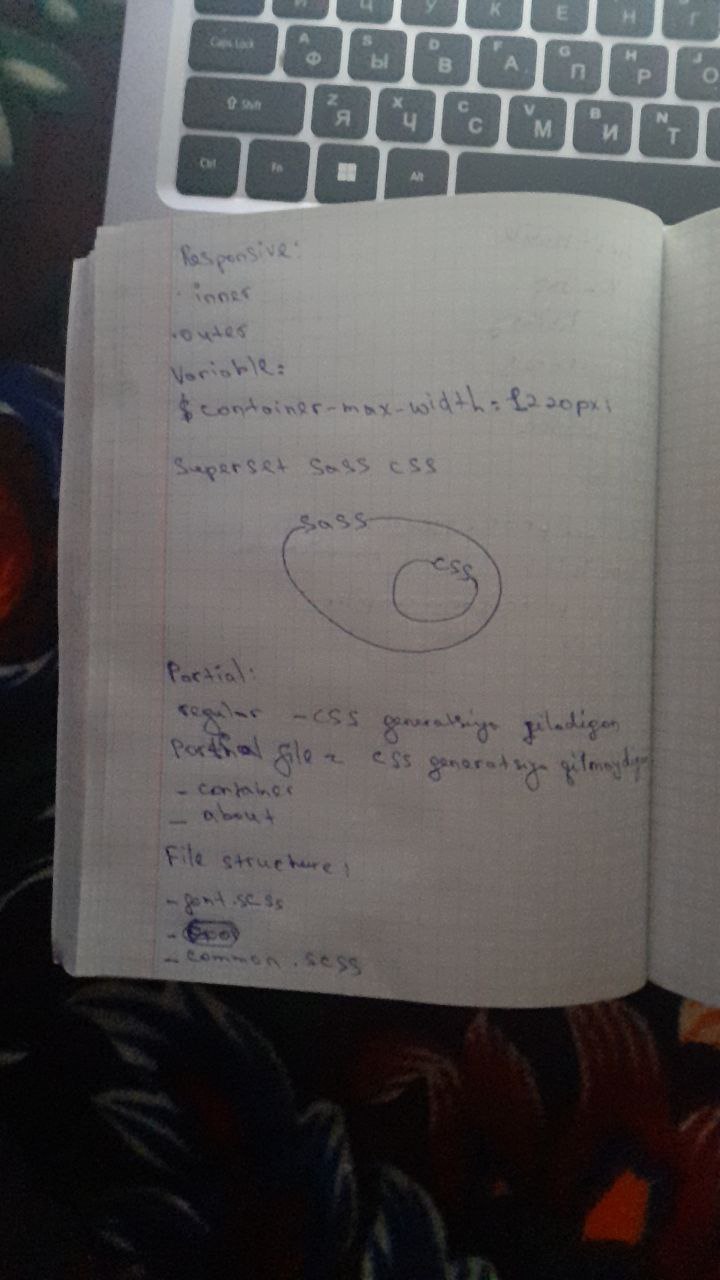 И Ц У К Е Н Г
Caps Lock A Ф S Ы D В F А G П H Р J О
Shift Z Я X Ч C С V М B И N Т
Ctrl Fn Alt
Responsive:
· inner
· outer
Variable:
$container-max-width: 1220px;
Superset Sass CSS
Sass
CSS
Partial:
regular - CSS generatsiya qiladigan
Partial file = CSS generatsiya qilmaydigan
- container
- about
File structure:
- font.scss
-
- common.scss